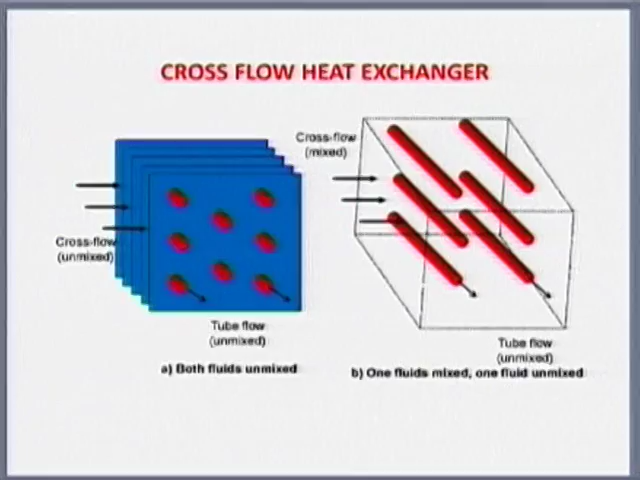 CROSS FLOW HEAT EXCHANGER
Cross-flow
(mixed)
Cross-flow
(unmixed)
Tube flow
(unmixed)
Tube flow
(unmixed)
a) Both fluids unmixed
b) One fluids mixed, one fluid unmixed